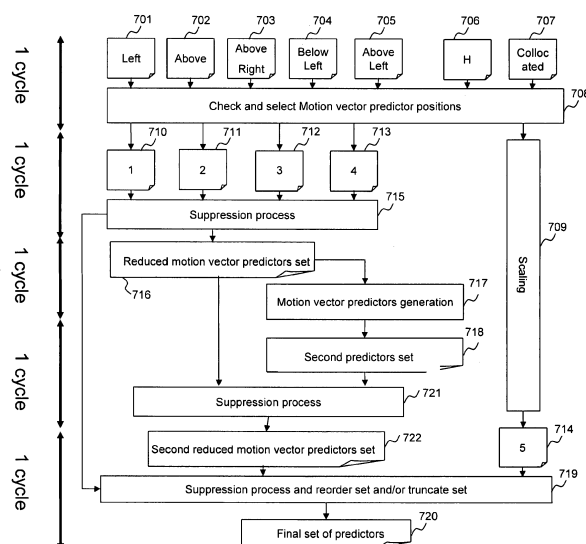 701
702
703
704
705
706
707
Left
Above
Above
Right
Below
Left
Above
Left
H
Colloc
ated
Check and select Motion vector predictor positions
708
710
711
712
713
1
2
3
4
Suppression process
715
709
Scaling
Reduced motion vector predictors set
716
717
Motion vector predictors generation
718
Second predictors set
Suppression process
721
722
Second reduced motion vector predictors set
714
5
Suppression process and reorder set and/or truncate set
719
720
Final set of predictors
1 cycle
1 cycle
1 cycle
1 cycle
1 cycle